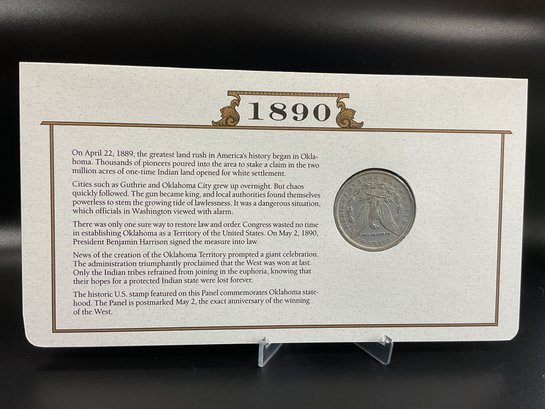 1890
On April 22, 1889, the greatest land rush in America's history began in Okla-
homa. Thousands of pioneers poured into the area to stake a claim in the two
million acres of one-time Indian land opened for white settlement.
Cities such as Guthrie and Oklahoma City grew up overnight. But chaos
quickly followed. The gun became king, and local authorities found themselves
powerless to stem the growing tide of lawlessness. It was a dangerous situation,
which officials in Washington viewed with alarm.
There was only one sure way to restore law and order. Congress wasted no time
in establishing Oklahoma as a Territory of the United States. On May 2, 1890,
President Benjamin Harrison signed the measure into law.
News of the creation of the Oklahoma Territory prompted a giant celebration.
The administration triumphantly proclaimed that the West was won at last.
Only the Indian tribes refrained from joining in the euphoria, knowing that
their hopes for a protected Indian state were lost forever.
The historic U.S. stamp featured on this Panel commemorates Oklahoma state-
hood. The Panel is postmarked May 2, the exact anniversary of the winning
of the West.